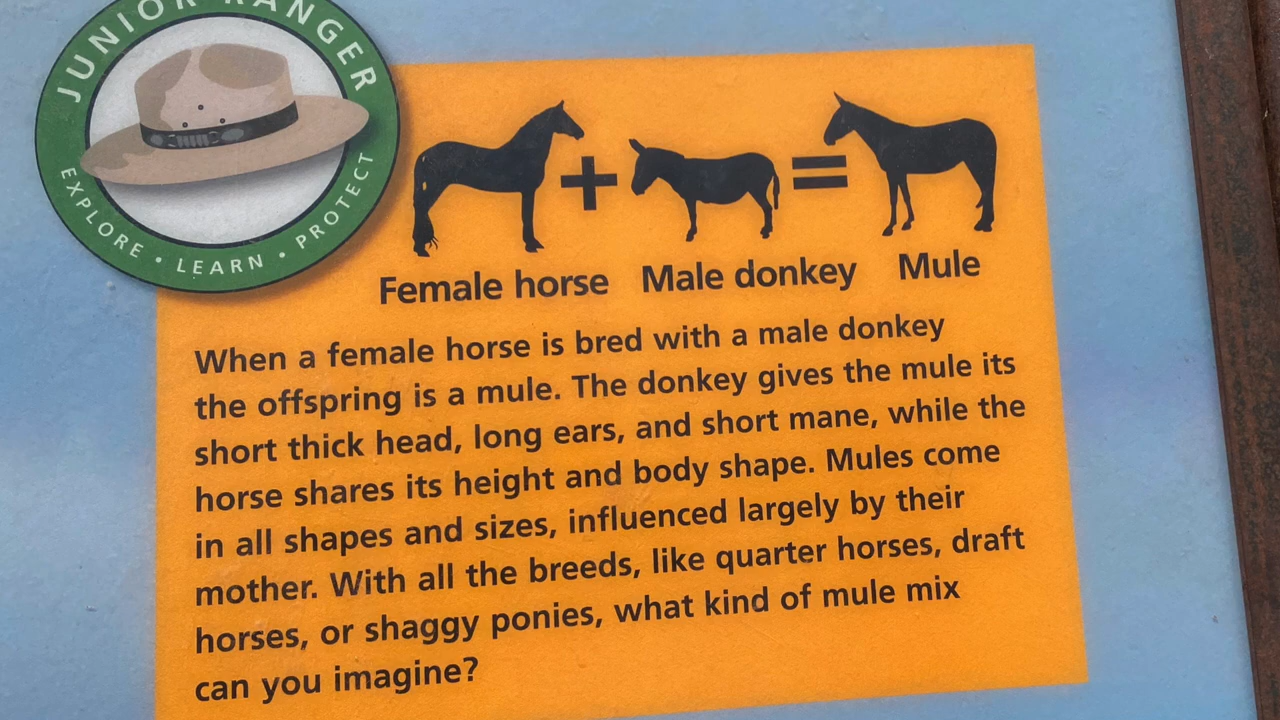 JUNIOR RANGER
EXPLORE • LEARN • PROTECT
+ =
Female horse Male donkey Mule
When a female horse is bred with a male donkey
the offspring is a mule. The donkey gives the mule its
short thick head, long ears, and short mane, while the
horse shares its height and body shape. Mules come
in all shapes and sizes, influenced largely by their
mother. With all the breeds, like quarter horses, draft
horses, or shaggy ponies, what kind of mule mix
can you imagine?